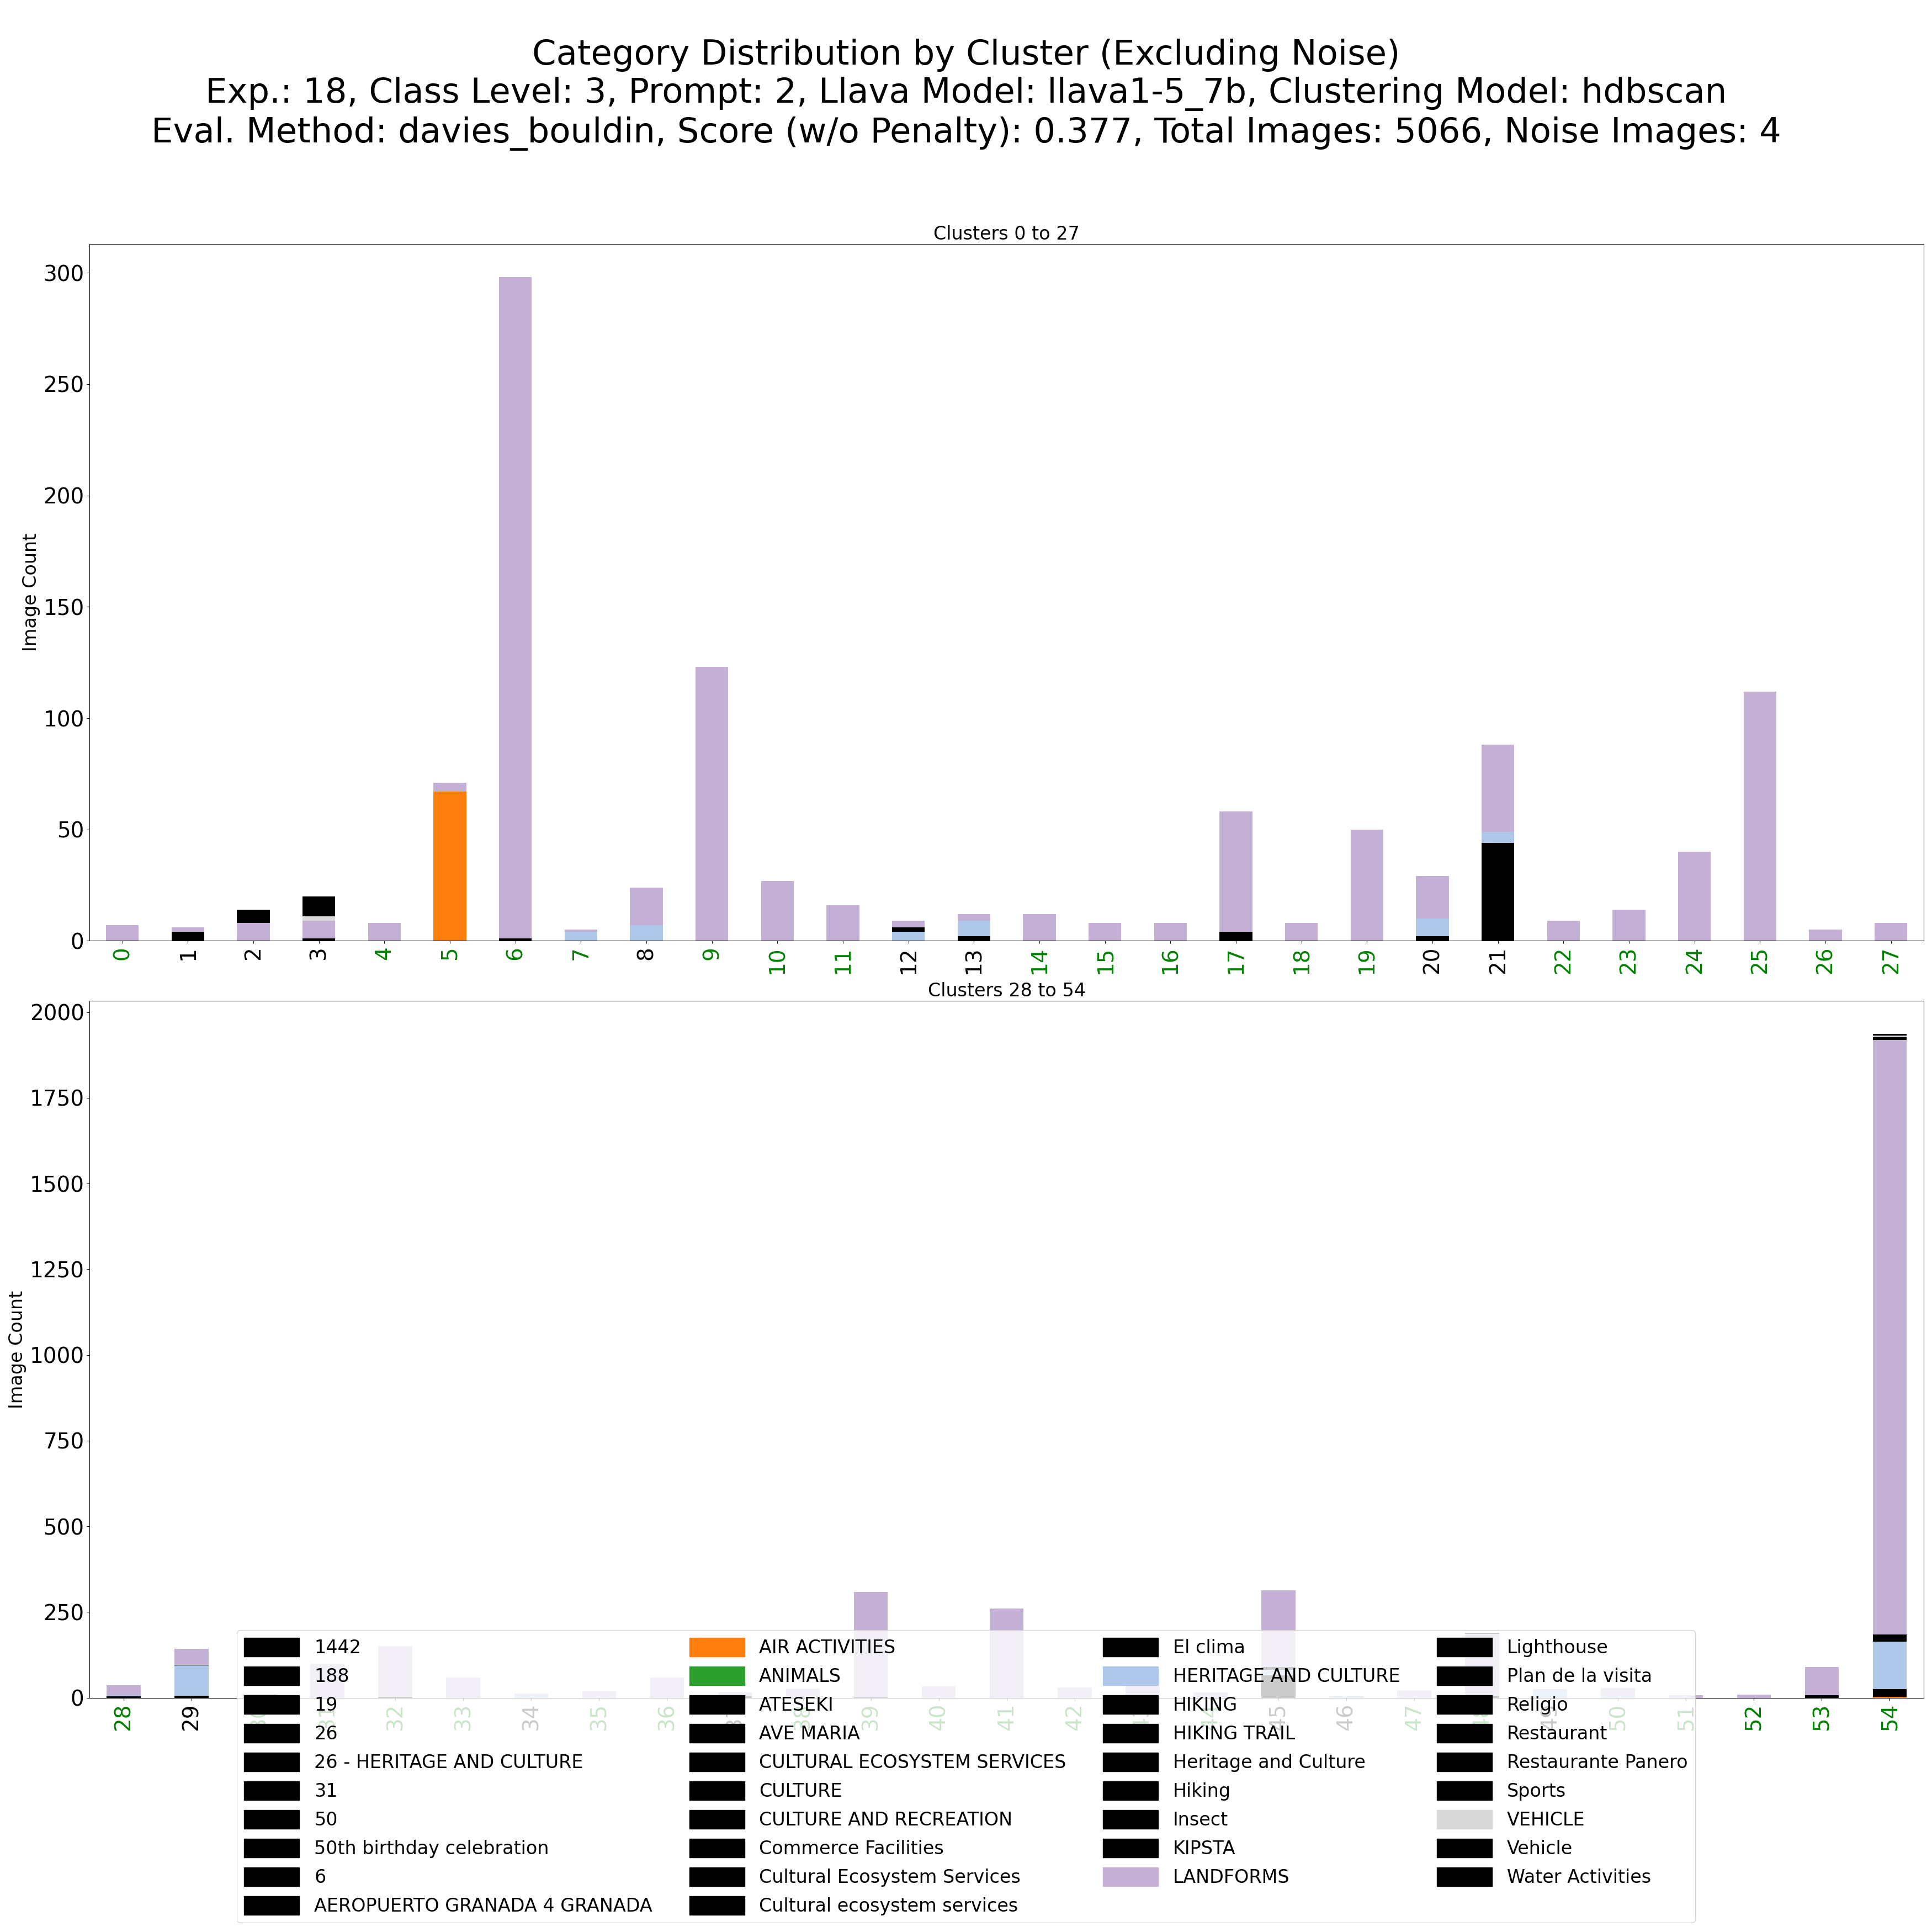 Category Distribution by Cluster (Excluding Noise)
Exp.: 18, Class Level: 3, Prompt: 2, Llava Model: llava1-5_7b, Clustering Model: hdbscan
Eval. Method: davies_bouldin, Score (w/o Penalty): 0.377, Total Images: 5066, Noise Images: 4
Clusters 0 to 27
Image Count
300
250
200
150
100
50
0
0 1 2 3 4 5 6 7 8 9 10 11 12 13 14 15 16 17 18 19 20 21 22 23 24 25 26 27
Clusters 28 to 54
Image Count
2000
1750
1500
1250
1000
750
500
250
0
28 29 32 33 34 35 36 39 40 41 42 45 46 47 50 51 52 53 54
1442
188
19
26
26 - HERITAGE AND CULTURE
31
50
50th birthday celebration
6
AEROPUERTO GRANADA 4 GRANADA
AIR ACTIVITIES
ANIMALS
ATESEKI
AVE MARIA
CULTURAL ECOSYSTEM SERVICES
CULTURE
CULTURE AND RECREATION
Commerce Facilities
Cultural Ecosystem Services
Cultural ecosystem services
El clima
HERITAGE AND CULTURE
HIKING
HIKING TRAIL
Heritage and Culture
Hiking
Insect
KIPSTA
LANDFORMS
Lighthouse
Plan de la visita
Religio
Restaurant
Restaurante Panero
Sports
VEHICLE
Vehicle
Water Activities